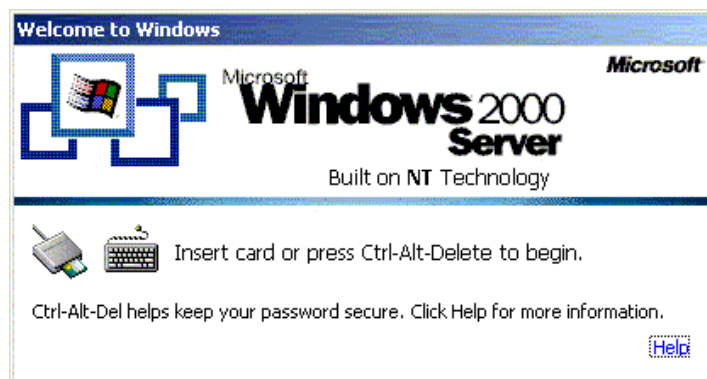 Welcome to Windows
Microsoft
Microsoft
Windows 2000
Server
Built on NT Technology
Insert card or press Ctrl-Alt-Delete to begin.
Ctrl-Alt-Del helps keep your password secure. Click Help for more information.
Help